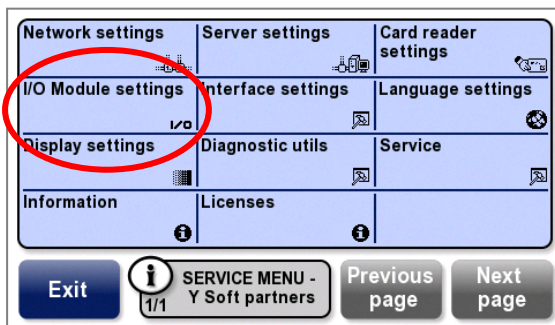 Network settings
Server settings
Card reader
settings
I/O Module settings
I/O
Interface settings
Language settings
Display settings
Diagnostic utils
Service
Information
Licenses
Exit
i
1/1
SERVICE MENU -
Y Soft partners
Previous
page
Next
page